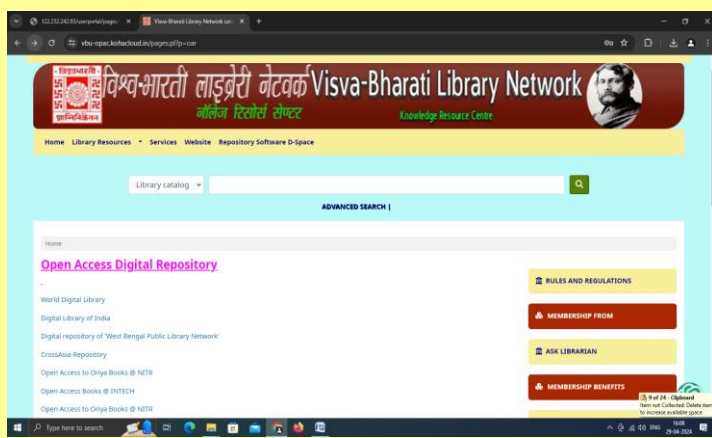 122.252.242.93/userportal/pages/
Visva-Bharati Library Network cata
vbu-opac.kohacloud.in/pages.pl?p=oar
विश्व-भारती लाइब्रेरी नेटवर्क Visva-Bharati Library Network
नॉलेज रिसोर्स सेण्टर Knowledge Resource Centre
Home Library Resources Services Website Repository Software D-Space
Library catalog
ADVANCED SEARCH |
Home
Open Access Digital Repository
World Digital Library
Digital Library of India
Digital repository of 'West Bengal Public Library Network'
CrossAsia-Repository
Open Access to Oriya Books @ NITR
Open Access Books @ INTECH
Open Access to Oriya Books @ NITR
RULES AND REGULATIONS
MEMBERSHIP FROM
ASK LIBRARIAN
MEMBERSHIP BENEFITS
9 of 24 - Clipboard
Item not Collected: Delete item
to increase available space
Type here to search
ENG
16:08
29-04-2024